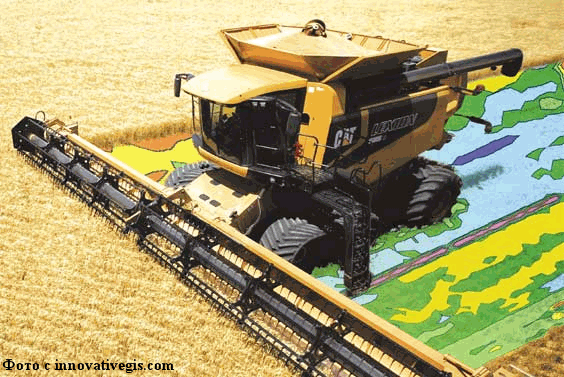 CAT LEXION
Фото с innovativegis.com